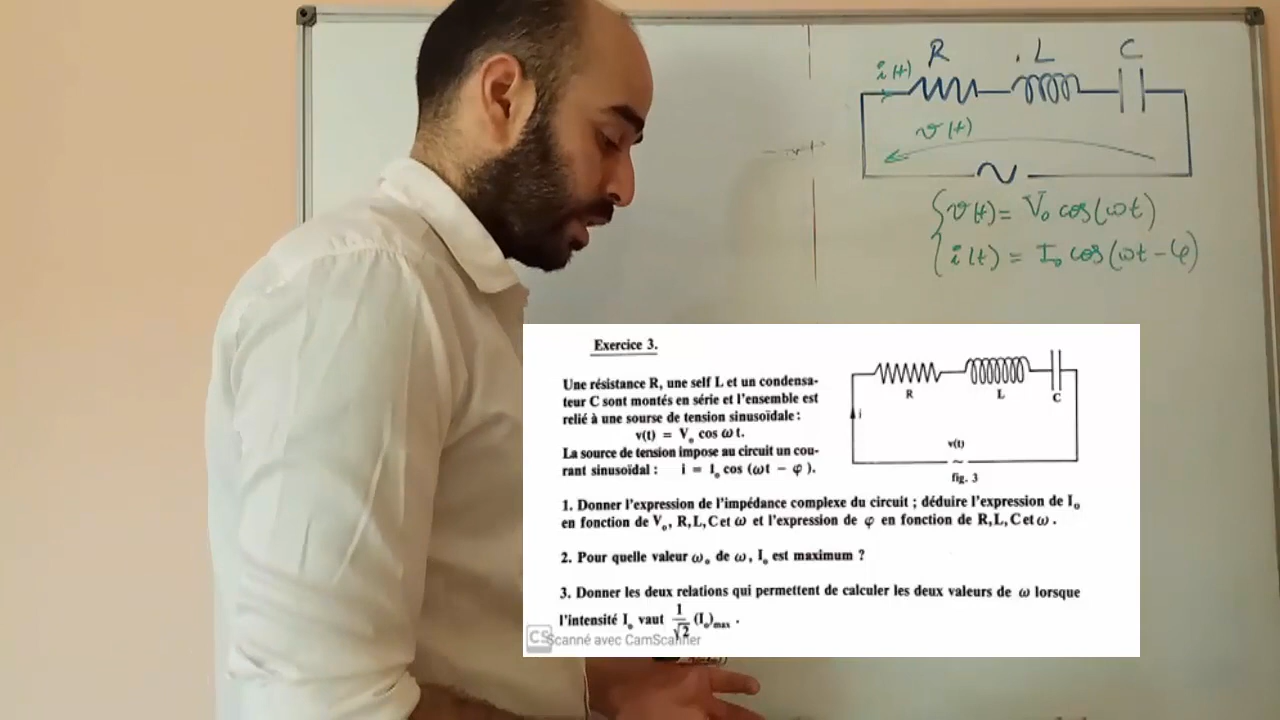 R L C
i(t)
v(t)
v(t) = V₀ cos(ωt)
i(t) = I₀ cos(ωt - φ)
Exercice 3.
Une résistance R, une self L et un condensa-
teur C sont montés en série et l'ensemble est
relié à une sourse de tension sinusoïdale :
v(t) = V₀ cos ω t.
La source de tension impose au circuit un cou-
rant sinusoïdal : i = I₀ cos (ωt - φ ).
R L C
i
v(t)
~
fig. 3
1. Donner l'expression de l'impédance complexe du circuit ; déduire l'expression de I₀
en fonction de V₀, R, L, C et ω et l'expression de φ en fonction de R, L, C et ω .
2. Pour quelle valeur ω₀ de ω, I₀ est maximum ?
3. Donner les deux relations qui permettent de calculer les deux valeurs de ω lorsque
l'intensité I₀ vaut 1/√2 (I₀)max .
CS Scanné avec CamScanner